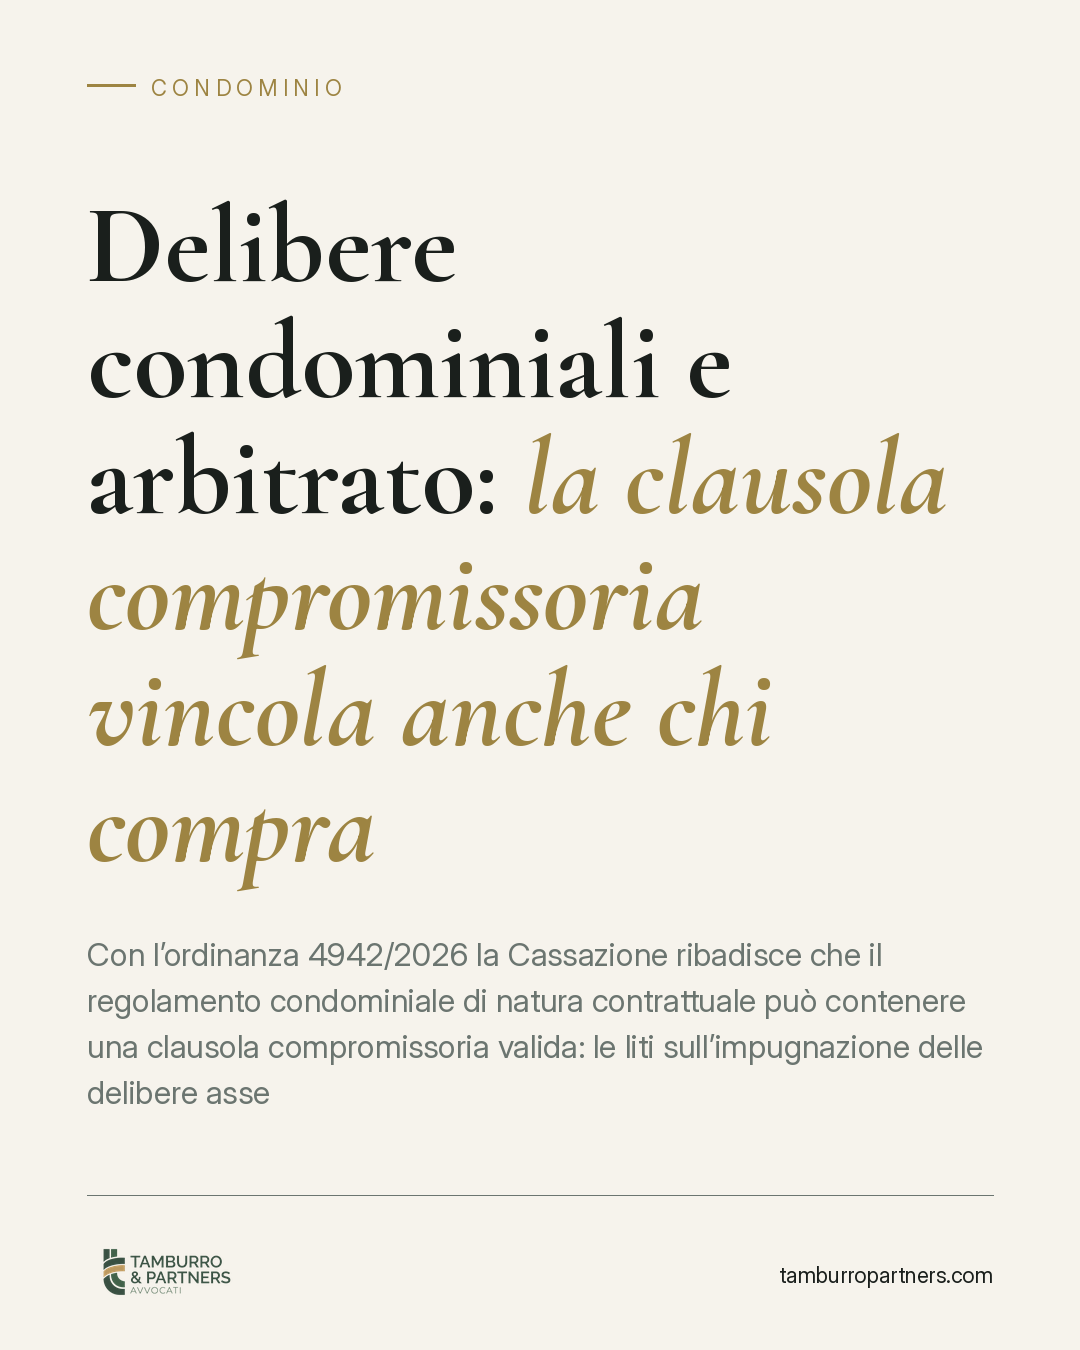 CONDOMINIO
Delibere
condominiali e
arbitrato: la clausola
compromissoria
vincola anche chi
compra
Con l’ordinanza 4942/2026 la Cassazione ribadisce che il
regolamento condominiale di natura contrattuale può contenere
una clausola compromissoria valida: le liti sull’impugnazione delle
delibere asse
TAMBURRO
& PARTNERS
AVVOCATI
tamburropartners.com